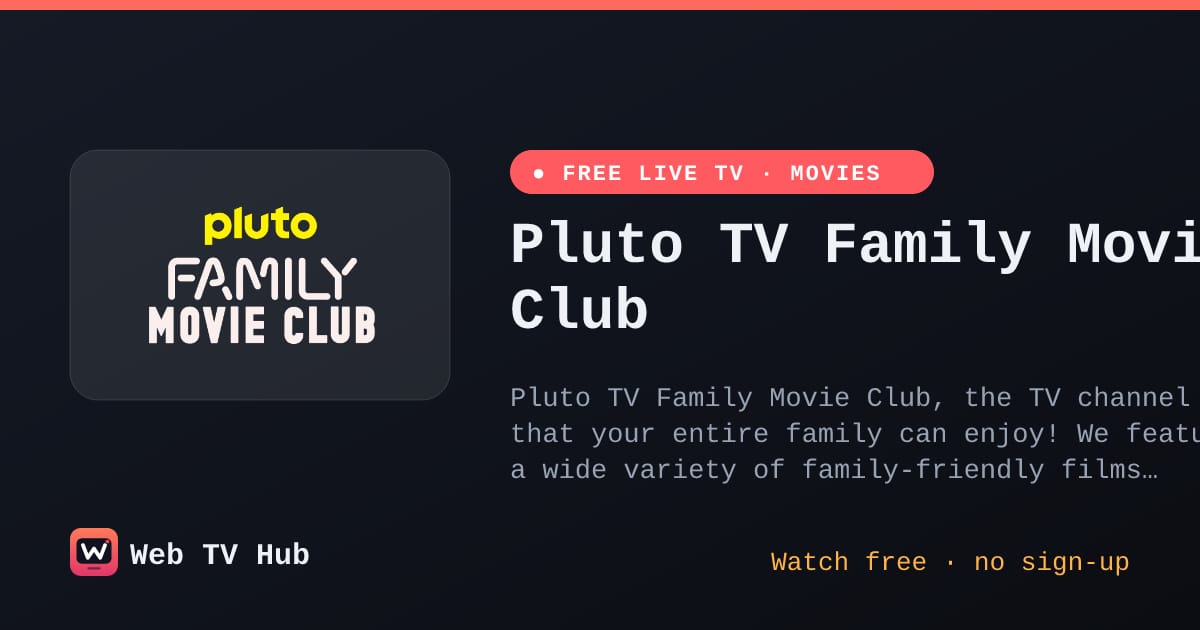 pluto
FAMILY
MOVIE CLUB
• FREE LIVE TV · MOVIES
Pluto TV Family Movi
Club
Pluto TV Family Movie Club, the TV channel
that your entire family can enjoy! We featu
a wide variety of family-friendly films…
W
Web TV Hub
Watch free · no sign-up